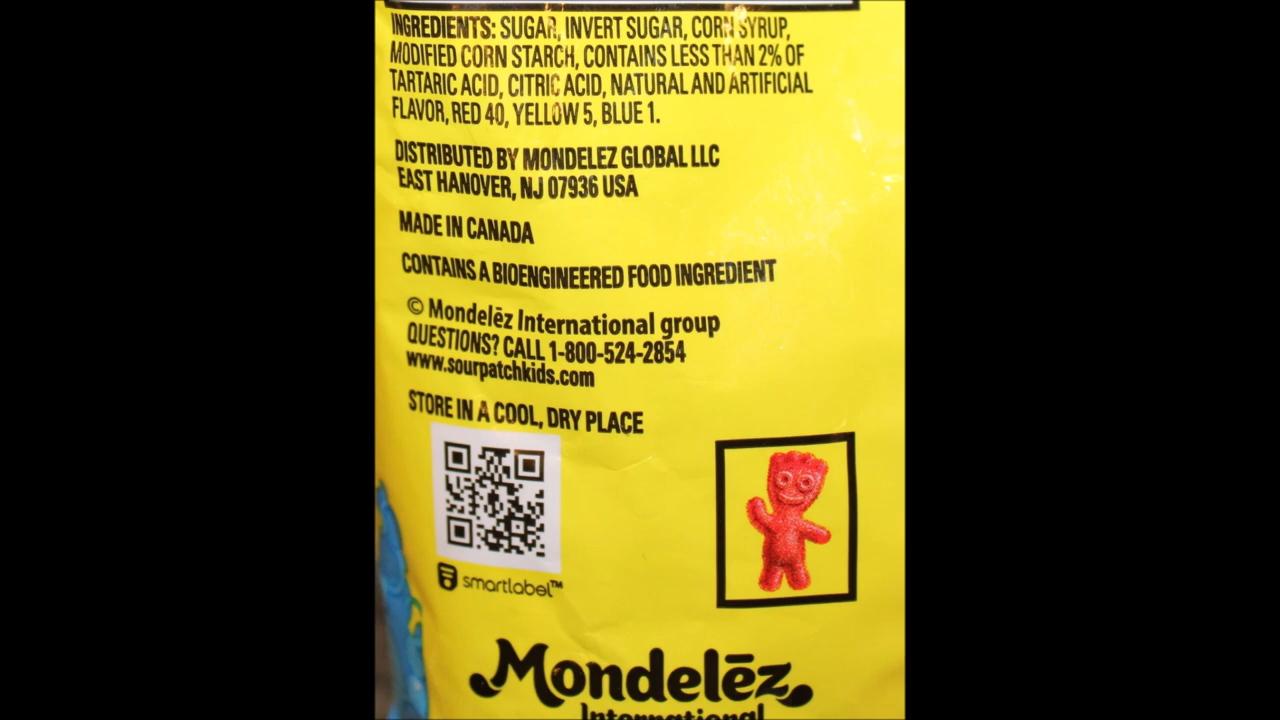 INGREDIENTS: SUGAR, INVERT SUGAR, CORN SYRUP,
MODIFIED CORN STARCH, CONTAINS LESS THAN 2% OF
TARTARIC ACID, CITRIC ACID, NATURAL AND ARTIFICIAL
FLAVOR, RED 40, YELLOW 5, BLUE 1.
DISTRIBUTED BY MONDELEZ GLOBAL LLC
EAST HANOVER, NJ 07936 USA
MADE IN CANADA
CONTAINS A BIOENGINEERED FOOD INGREDIENT
© Mondelēz International group
QUESTIONS? CALL 1-800-524-2854
www.sourpatchkids.com
STORE IN A COOL, DRY PLACE
smartlabel™
Mondelēz
International